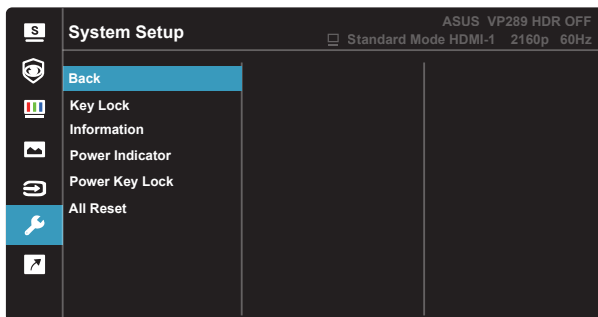 S
System Setup
ASUS VP289 HDR OFF
Standard Mode HDMI-1 2160p 60Hz
Back
Key Lock
Information
Power Indicator
Power Key Lock
All Reset